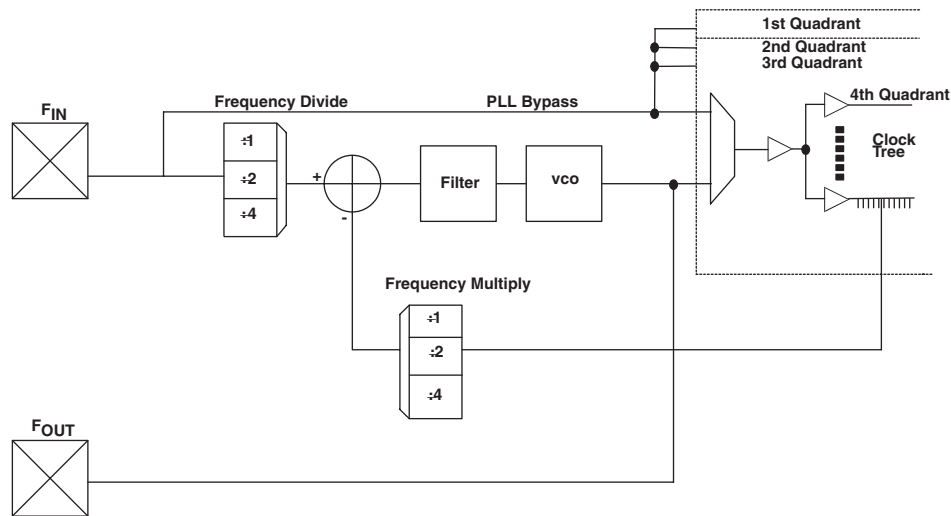 1st Quadrant
2nd Quadrant
3rd Quadrant
FIN
Frequency Divide
PLL Bypass
4th Quadrant
÷1
÷2
÷4
+
-
Filter
vco
Clock
Tree
Frequency Multiply
÷1
÷2
÷4
FOUT